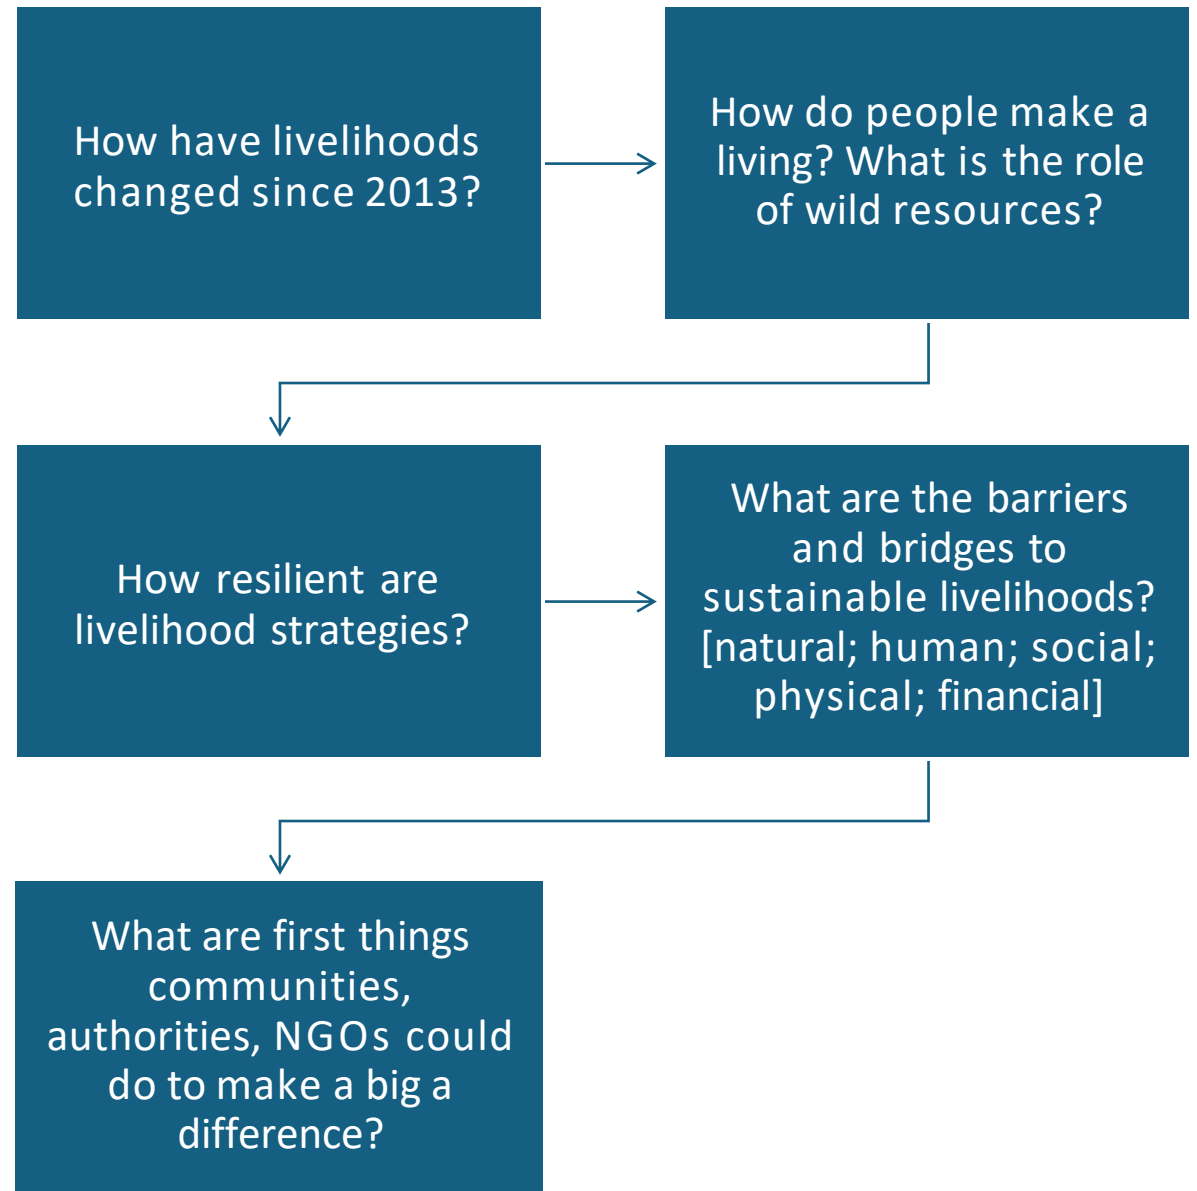 How have livelihoods
changed since 2013?
How do people make a
living? What is the role
of wild resources?
How resilient are
livelihood strategies?
What are the barriers
and bridges to
sustainable livelihoods?
[natural; human; social;
physical; financial]
What are first things
communities,
authorities, NGOs could
do to make a big a
difference?